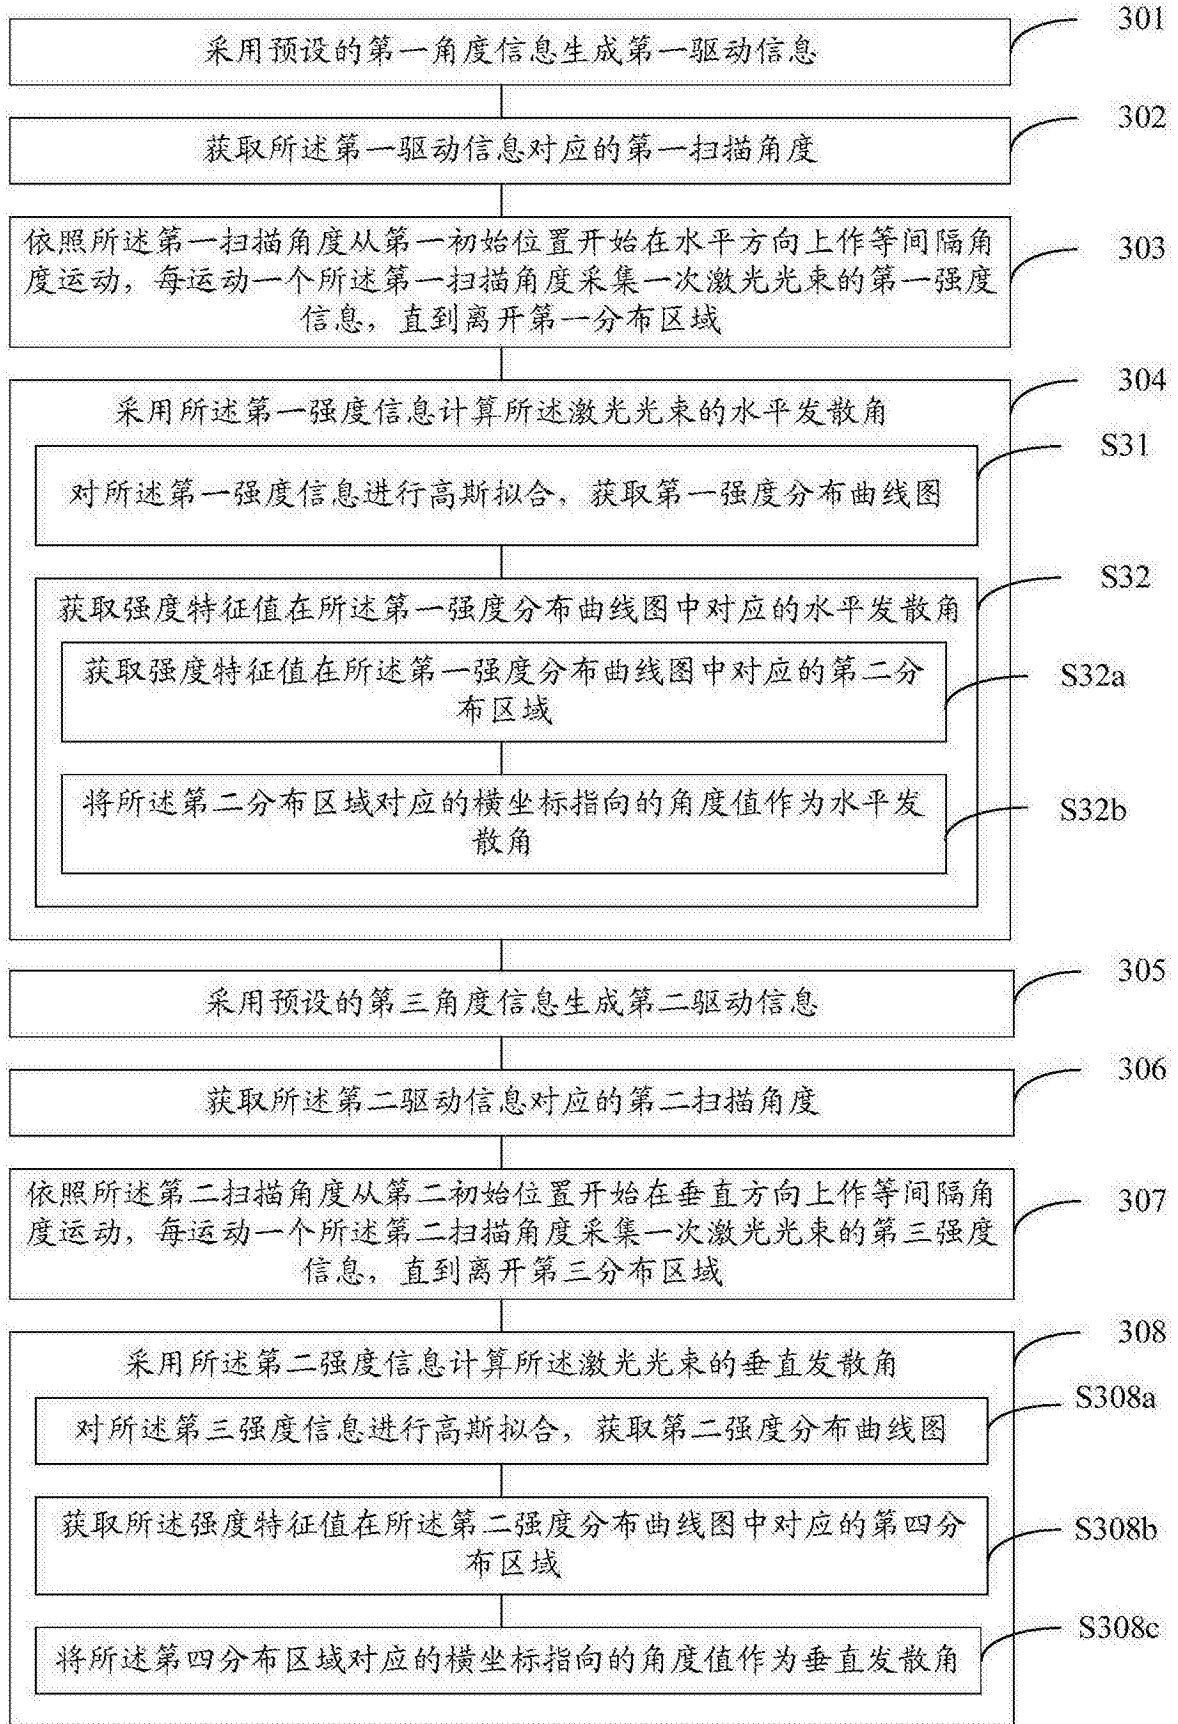 301
采用预设的第一角度信息生成第一驱动信息
302
获取所述第一驱动信息对应的第一扫描角度
303
依照所述第一扫描角度从第一初始位置开始在水平方向上作等间隔角
度运动，每运动一个所述第一扫描角度采集一次激光光束的第一强度
信息，直到离开第一分布区域
304
采用所述第一强度信息计算所述激光光束的水平发散角
S31
对所述第一强度信息进行高斯拟合，获取第一强度分布曲线图
S32
获取强度特征值在所述第一强度分布曲线图中对应的水平发散角
获取强度特征值在所述第一强度分布曲线图中对应的第二分
布区域
S32a
将所述第二分布区域对应的横坐标指向的角度值作为水平发
散角
S32b
305
采用预设的第三角度信息生成第二驱动信息
306
获取所述第二驱动信息对应的第二扫描角度
307
依照所述第二扫描角度从第二初始位置开始在垂直方向上作等间隔角
度运动，每运动一个所述第二扫描角度采集一次激光光束的第三强度
信息，直到离开第三分布区域
308
采用所述第二强度信息计算所述激光光束的垂直发散角
S308a
对所述第三强度信息进行高斯拟合，获取第二强度分布曲线图
S308b
获取所述强度特征值在所述第二强度分布曲线图中对应的第四分
布区域
S308c
将所述第四分布区域对应的横坐标指向的角度值作为垂直发散角